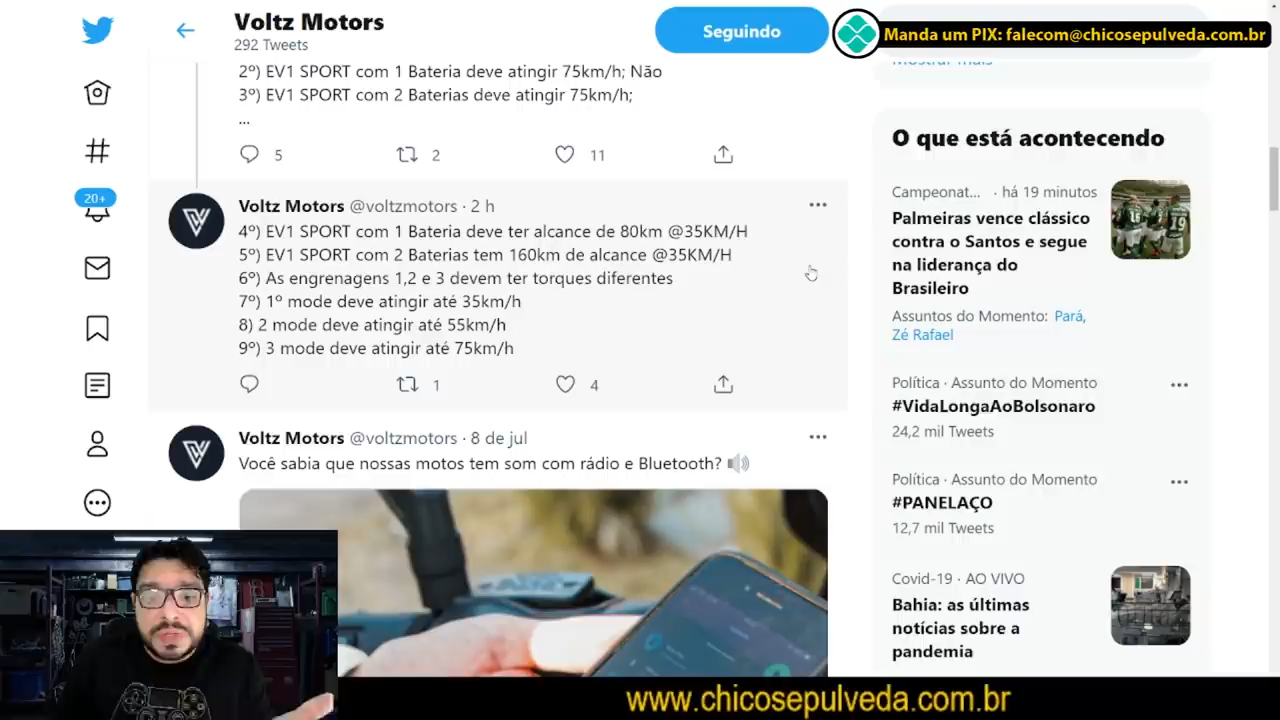 Voltz Motors
292 Tweets
Seguindo
Manda um PIX: falecom@chicosepulveda.com.br
2º) EV1 SPORT com 1 Bateria deve atingir 75km/h; Não
3º) EV1 SPORT com 2 Baterias deve atingir 75km/h;
...
5
2
11
Voltz Motors @voltzmotors · 2 h
4º) EV1 SPORT com 1 Bateria deve ter alcance de 80km @35KM/H
5º) EV1 SPORT com 2 Baterias tem 160km de alcance @35KM/H
6º) As engrenagens 1,2 e 3 devem ter torques diferentes
7º) 1º mode deve atingir até 35km/h
8) 2 mode deve atingir até 55km/h
9º) 3 mode deve atingir até 75km/h
1
4
Voltz Motors @voltzmotors · 8 de jul
Você sabia que nossas motos tem som com rádio e Bluetooth?
20+
Mostrar mais
O que está acontecendo
Campeonat... · há 19 minutos
Palmeiras vence clássico
contra o Santos e segue
na liderança do
Brasileiro
Assuntos do Momento: Pará,
Zé Rafael
Política · Assunto do Momento
#VidaLongaAoBolsonaro
24,2 mil Tweets
Política · Assunto do Momento
#PANELAÇO
12,7 mil Tweets
Covid-19 · AO VIVO
Bahia: as últimas
notícias sobre a
pandemia
www.chicosepulveda.com.br